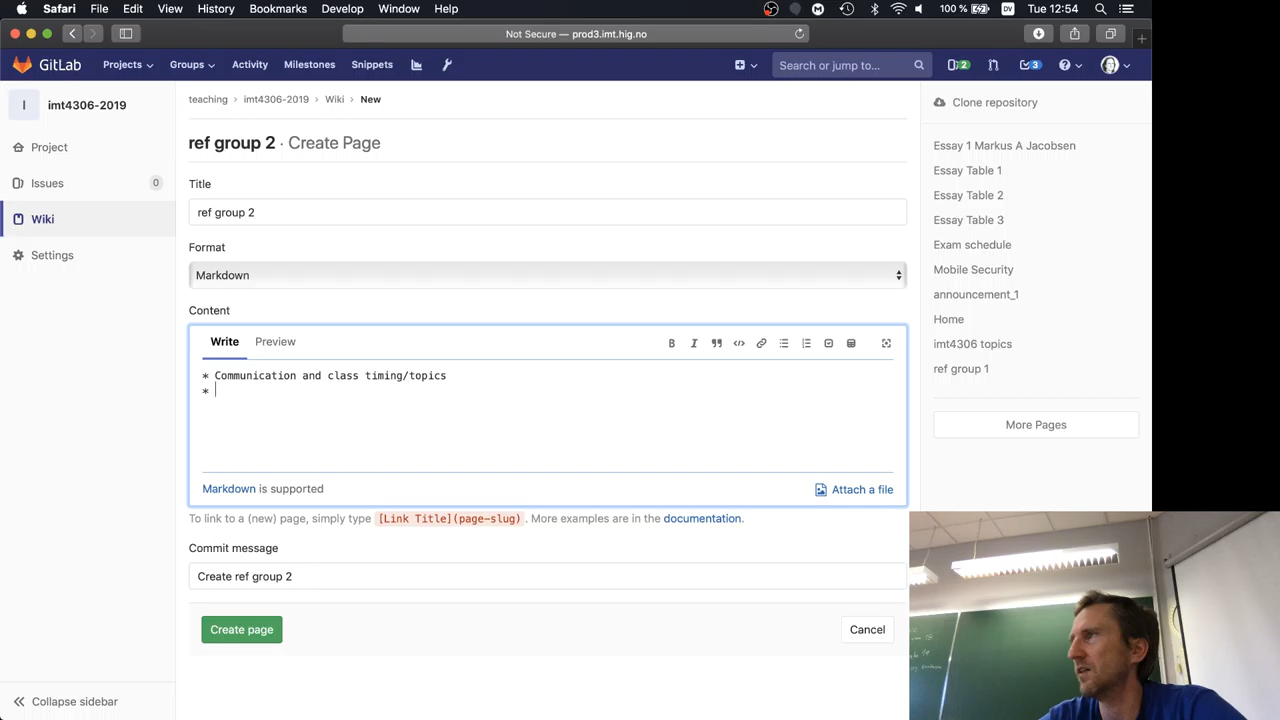 Safari File Edit View History Bookmarks Develop Window Help 100 % DV Tue 12:54
Not Secure — prod3.imt.hig.no
GitLab Projects Groups Activity Milestones Snippets Search or jump to... 2 3
I imt4306-2019
Project
Issues 0
Wiki
Settings
Collapse sidebar
teaching › imt4306-2019 › Wiki › New
ref group 2 · Create Page
Title
ref group 2
Format
Markdown
Content
Write Preview
* Communication and class timing/topics
*
Markdown is supported
Attach a file
To link to a (new) page, simply type [Link Title](page-slug). More examples are in the documentation.
Commit message
Create ref group 2
Create page
Cancel
Clone repository
Essay 1 Markus A Jacobsen
Essay Table 1
Essay Table 2
Essay Table 3
Exam schedule
Mobile Security
announcement_1
Home
imt4306 topics
ref group 1
More Pages